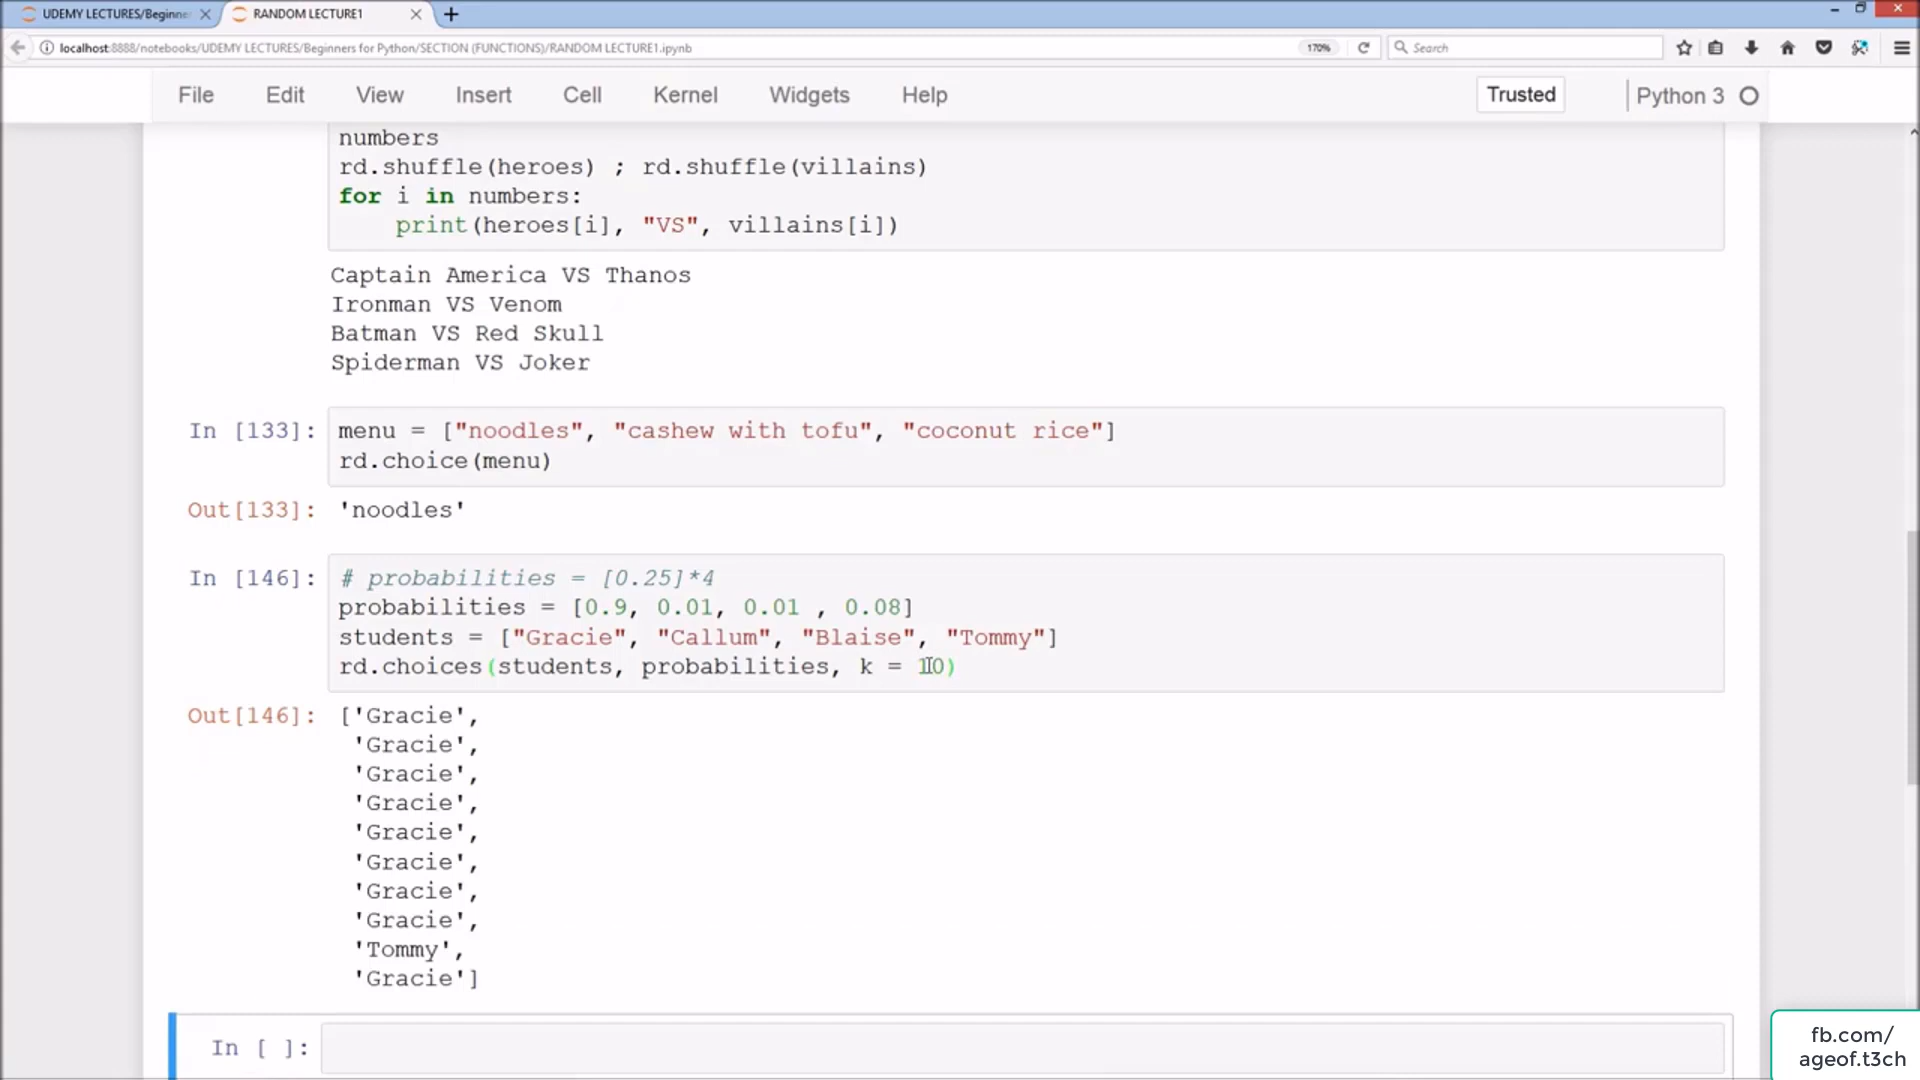 UDEMY LECTURES/Beginne
RANDOM LECTURE1
localhost:8888/notebooks/UDEMY LECTURES/Beginners for Python/SECTION (FUNCTIONS)/RANDOM LECTURE1.ipynb
170%
Search
File Edit View Insert Cell Kernel Widgets Help
Trusted
Python 3
numbers
rd.shuffle(heroes) ; rd.shuffle(villains)
for i in numbers:
    print(heroes[i], "VS", villains[i])
Captain America VS Thanos
Ironman VS Venom
Batman VS Red Skull
Spiderman VS Joker
In [133]: menu = ["noodles", "cashew with tofu", "coconut rice"]
rd.choice(menu)
Out[133]: 'noodles'
In [146]: # probabilities = [0.25]*4
probabilities = [0.9, 0.01, 0.01 , 0.08]
students = ["Gracie", "Callum", "Blaise", "Tommy"]
rd.choices(students, probabilities, k = 10)
Out[146]: ['Gracie',
'Gracie',
'Gracie',
'Gracie',
'Gracie',
'Gracie',
'Gracie',
'Gracie',
'Tommy',
'Gracie']
In [ ]:
fb.com/
ageof.t3ch